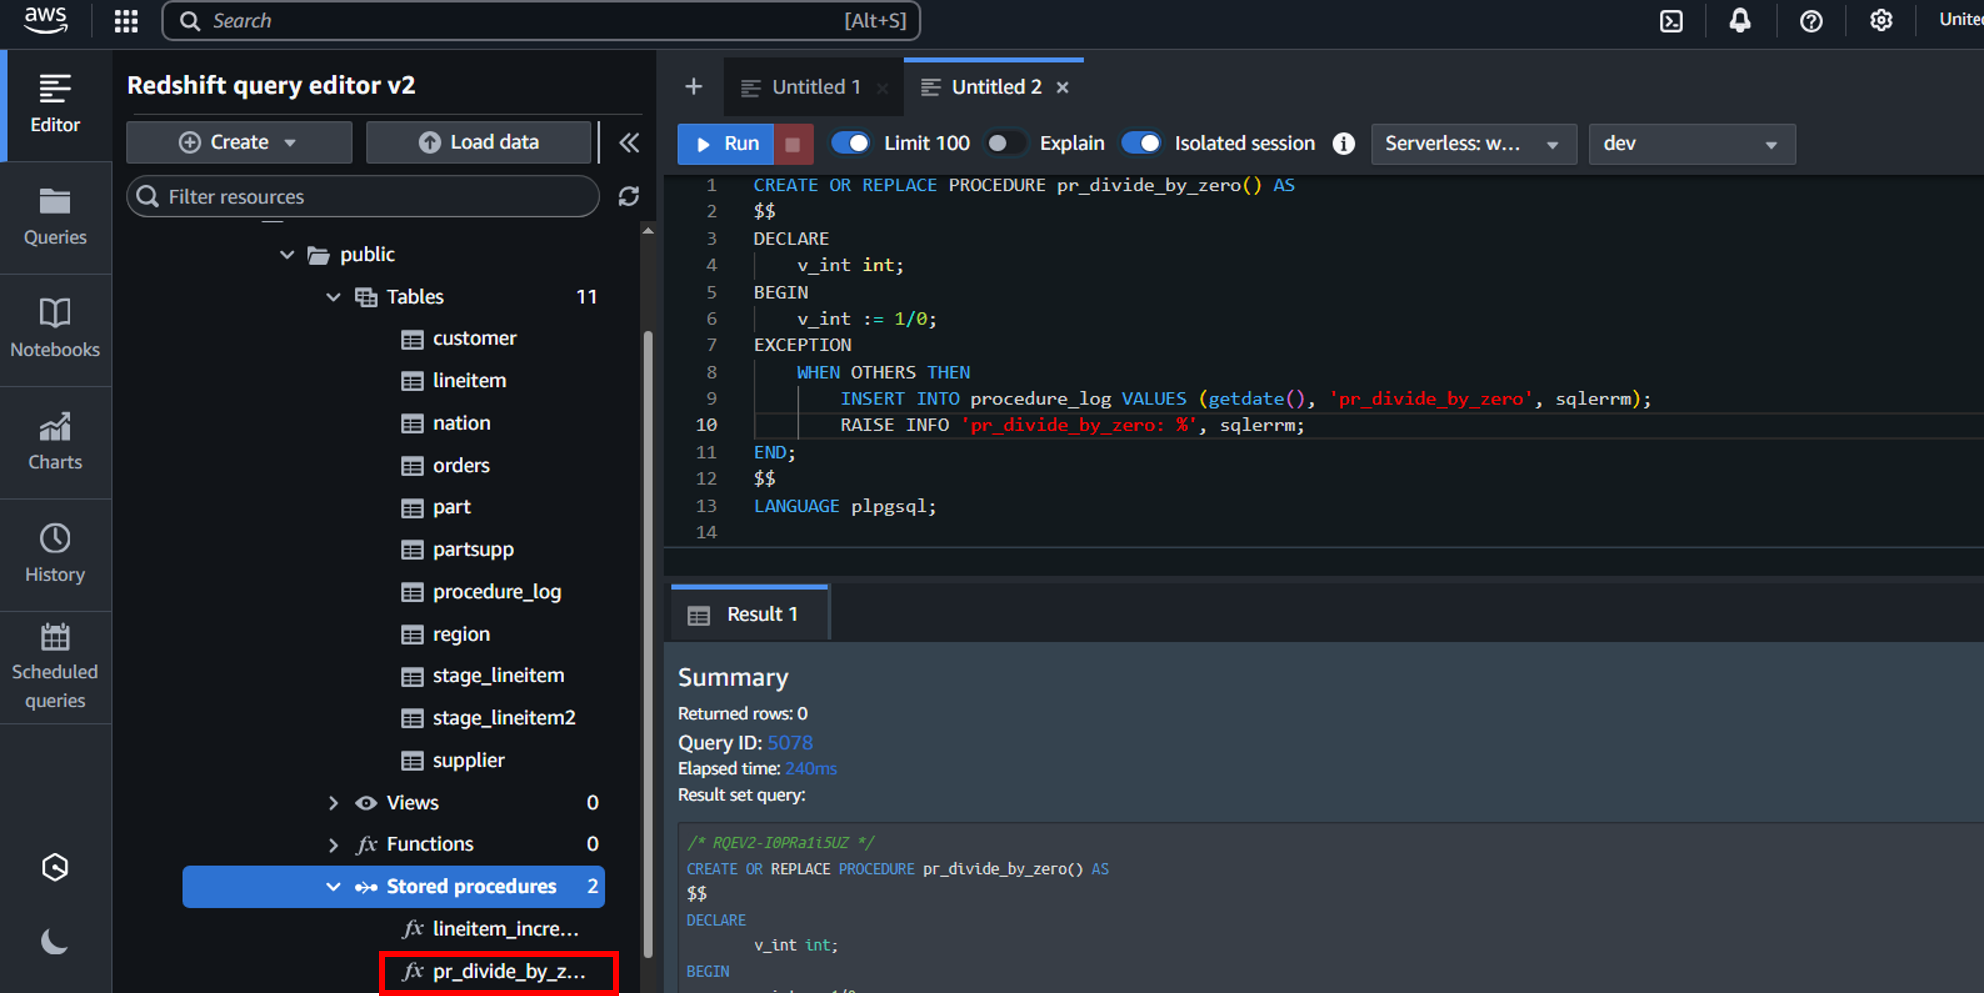 aws
Search [Alt+S]
Unite
Editor
Queries
Notebooks
Charts
History
Scheduled
queries
Redshift query editor v2
Create
Load data
Filter resources
public
Tables 11
customer
lineitem
nation
orders
part
partsupp
procedure_log
region
stage_lineitem
stage_lineitem2
supplier
Views 0
fx Functions 0
Stored procedures 2
fx lineitem_incre...
fx pr_divide_by_z...
Untitled 1
Untitled 2
Run Limit 100 Explain Isolated session Serverless: w... dev
1 CREATE OR REPLACE PROCEDURE pr_divide_by_zero() AS
2 $$
3 DECLARE
4 v_int int;
5 BEGIN
6 v_int := 1/0;
7 EXCEPTION
8 WHEN OTHERS THEN
9 INSERT INTO procedure_log VALUES (getdate(), 'pr_divide_by_zero', sqlerrm);
10 RAISE INFO 'pr_divide_by_zero: %', sqlerrm;
11 END;
12 $$
13 LANGUAGE plpgsql;
14
Result 1
Summary
Returned rows: 0
Query ID: 5078
Elapsed time: 240ms
Result set query:
/* RQEV2-I0PRa1i5UZ */
CREATE OR REPLACE PROCEDURE pr_divide_by_zero() AS
$$
DECLARE
v_int int;
BEGIN